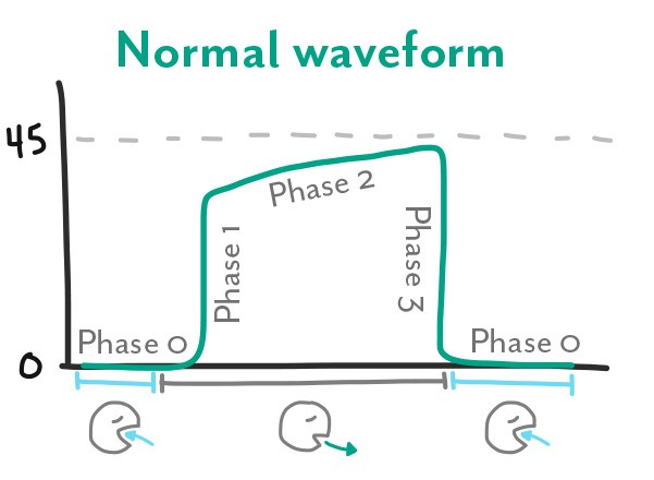 Normal waveform
45
Phase 2
Phase 1
Phase 3
Phase 0
Phase 0
0